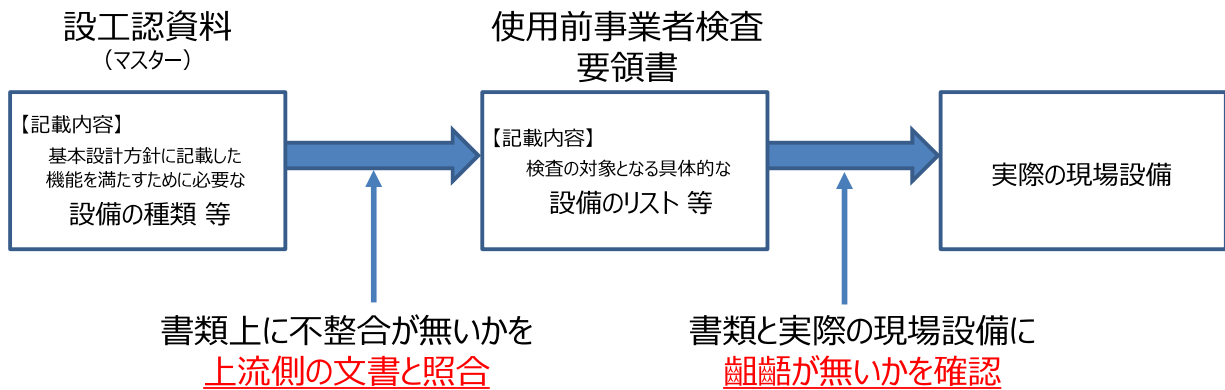 設工認資料
（マスター）
【記載内容】
基本設計方針に記載した
機能を満たすために必要な
設備の種類 等
使用前事業者検査
要領書
【記載内容】
検査の対象となる具体的な
設備のリスト 等
実際の現場設備
書類上に不整合が無いかを
上流側の文書と照合
書類と実際の現場設備に
齟齬が無いかを確認